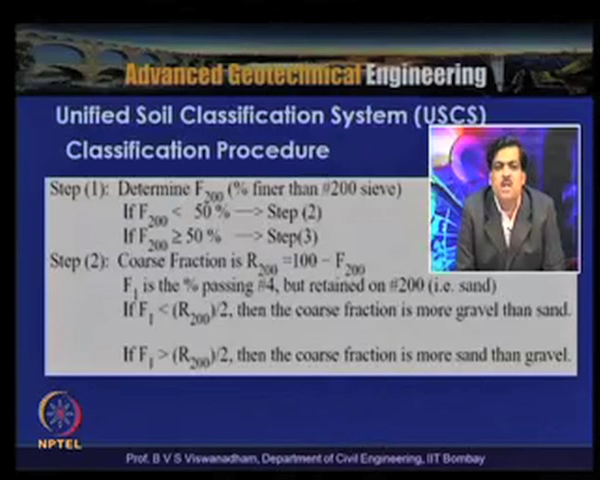 Advanced Geotechnical Engineering
Unified Soil Classification System (USCS)
Classification Procedure
Step (1): Determine F200 (% finer than #200 sieve)
If F200 < 50 % —> Step (2)
If F200 ≥ 50 % —> Step(3)
Step (2): Coarse Fraction is R200 =100 − F200
F1 is the % passing #4, but retained on #200 (i.e. sand)
If F1 < (R200)/2, then the coarse fraction is more gravel than sand.
If F1 > (R200)/2, then the coarse fraction is more sand than gravel.
NPTEL
Prof. B V S Viswanadham, Department of Civil Engineering, IIT Bombay